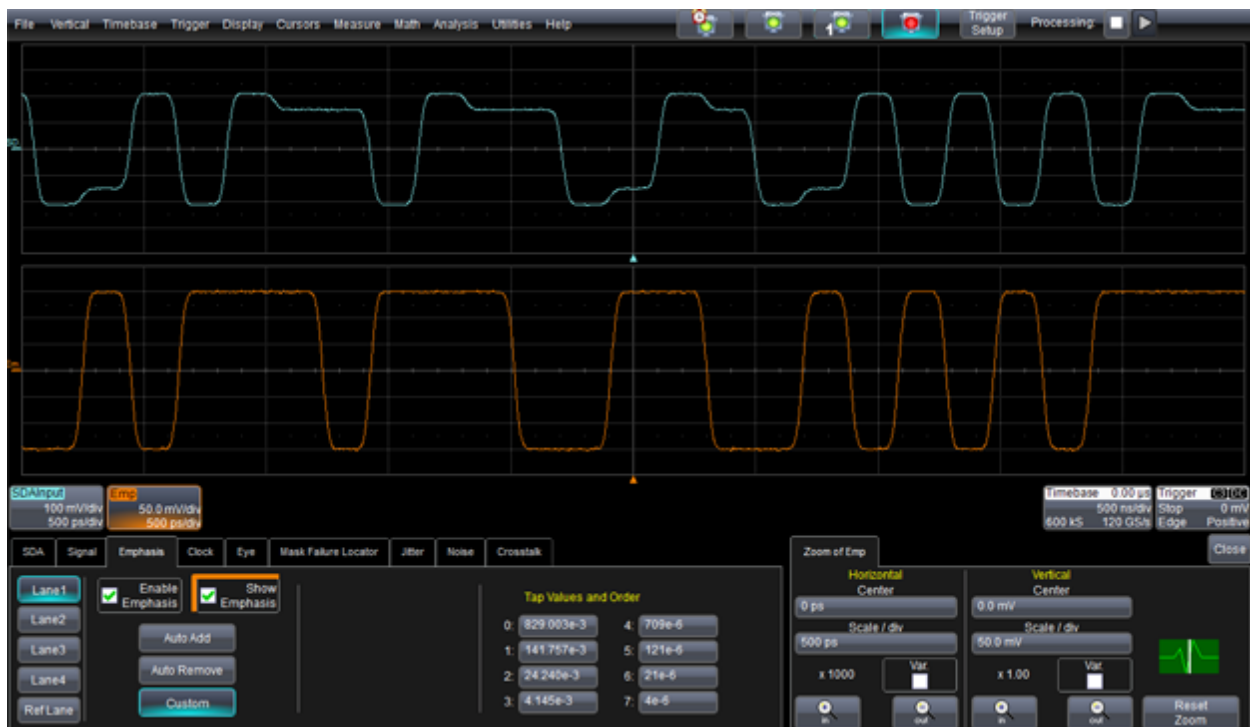 File Vertical Timebase Trigger Display Cursors Measure Math Analysis Utilities Help
1
Trigger Setup
Processing:
SDAInput
100 mV/div
500 ps/div
Emp
50.0 mV/div
500 ps/div
Timebase 0.00 µs
500 ns/div
600 kS 120 GS/s
Trigger C3 DC
Stop 0 mV
Edge Positive
SDA Signal Emphasis Clock Eye Mask Failure Locator Jitter Noise Crosstalk
Zoom of Emp
Close
Lane1
Lane2
Lane3
Lane4
Ref Lane
Enable
Emphasis
Show
Emphasis
Auto Add
Auto Remove
Custom
Tap Values and Order
0: 829.003e-3 4: 709e-6
1: 141.757e-3 5: 121e-6
2: 24.240e-3 6: 21e-6
3: 4.145e-3 7: 4e-6
Horizontal
Center
0 ps
Scale / div
500 ps
x 1000 Var.
in out
Vertical
Center
0.0 mV
Scale / div
50.0 mV
x 1.00 Var.
in out
Reset
Zoom